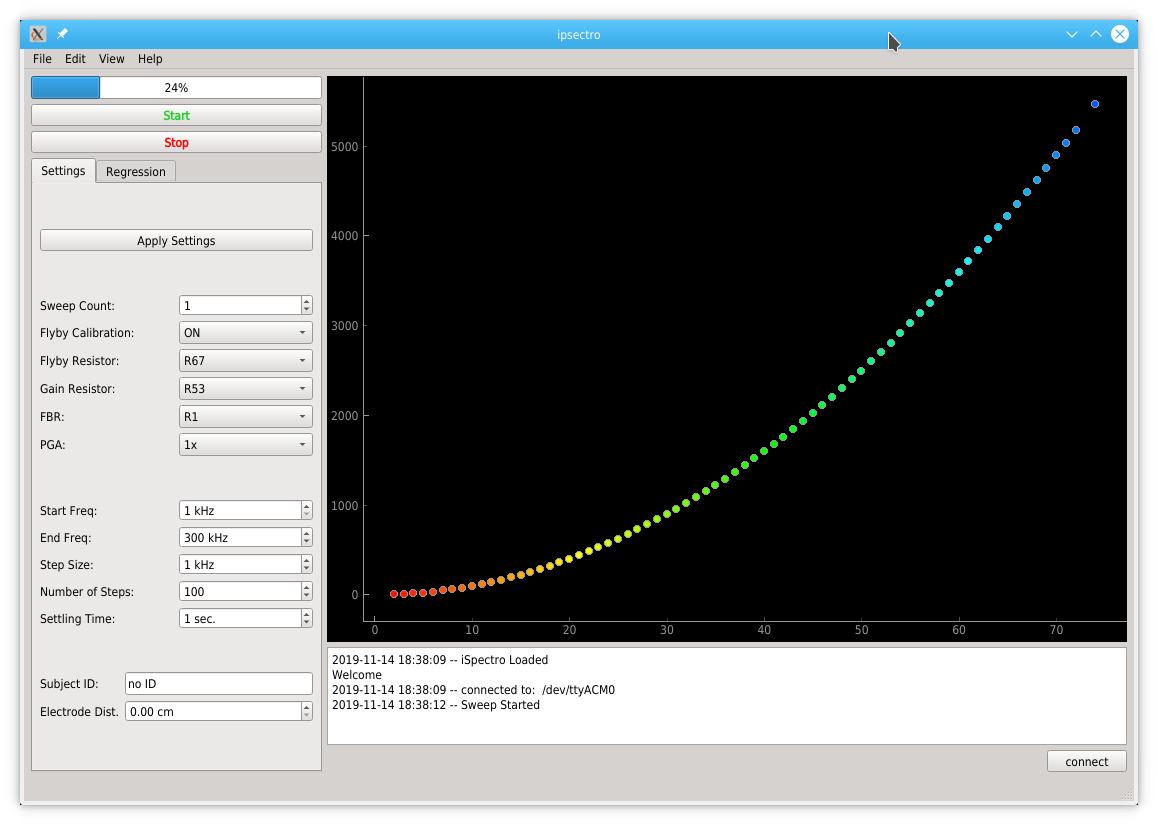 ipsectro
File Edit View Help
24%
Start
Stop
Settings Regression
Apply Settings
Sweep Count: 1
Flyby Calibration: ON
Flyby Resistor: R67
Gain Resistor: R53
FBR: R1
PGA: 1x
Start Freq: 1 kHz
End Freq: 300 kHz
Step Size: 1 kHz
Number of Steps: 100
Settling Time: 1 sec.
Subject ID: no ID
Electrode Dist. 0.00 cm
5000
4000
3000
2000
1000
0
0 10 20 30 40 50 60 70
2019-11-14 18:38:09 -- iSpectro Loaded
Welcome
2019-11-14 18:38:09 -- connected to: /dev/ttyACM0
2019-11-14 18:38:12 -- Sweep Started
connect